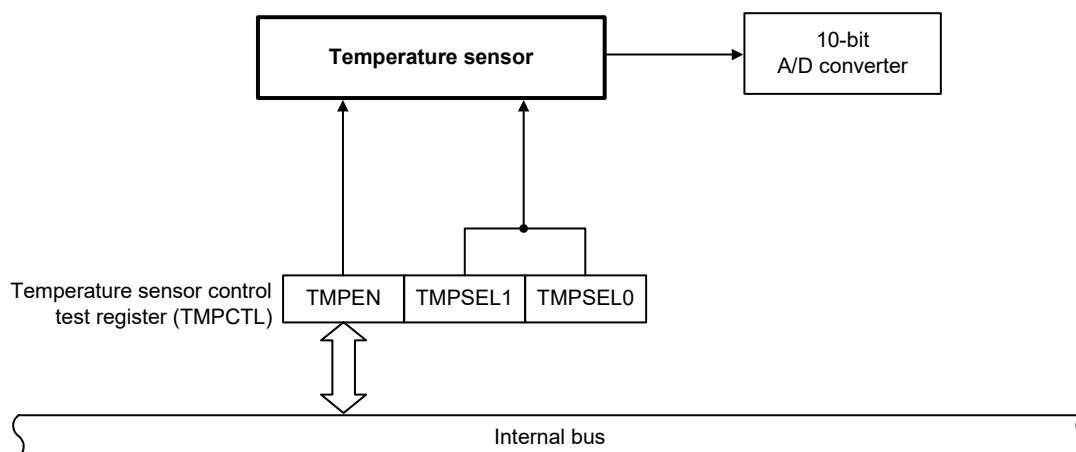 Temperature sensor
10-bit
A/D converter
Temperature sensor control
test register (TMPCTL)
TMPEN
TMPSEL1
TMPSEL0
Internal bus